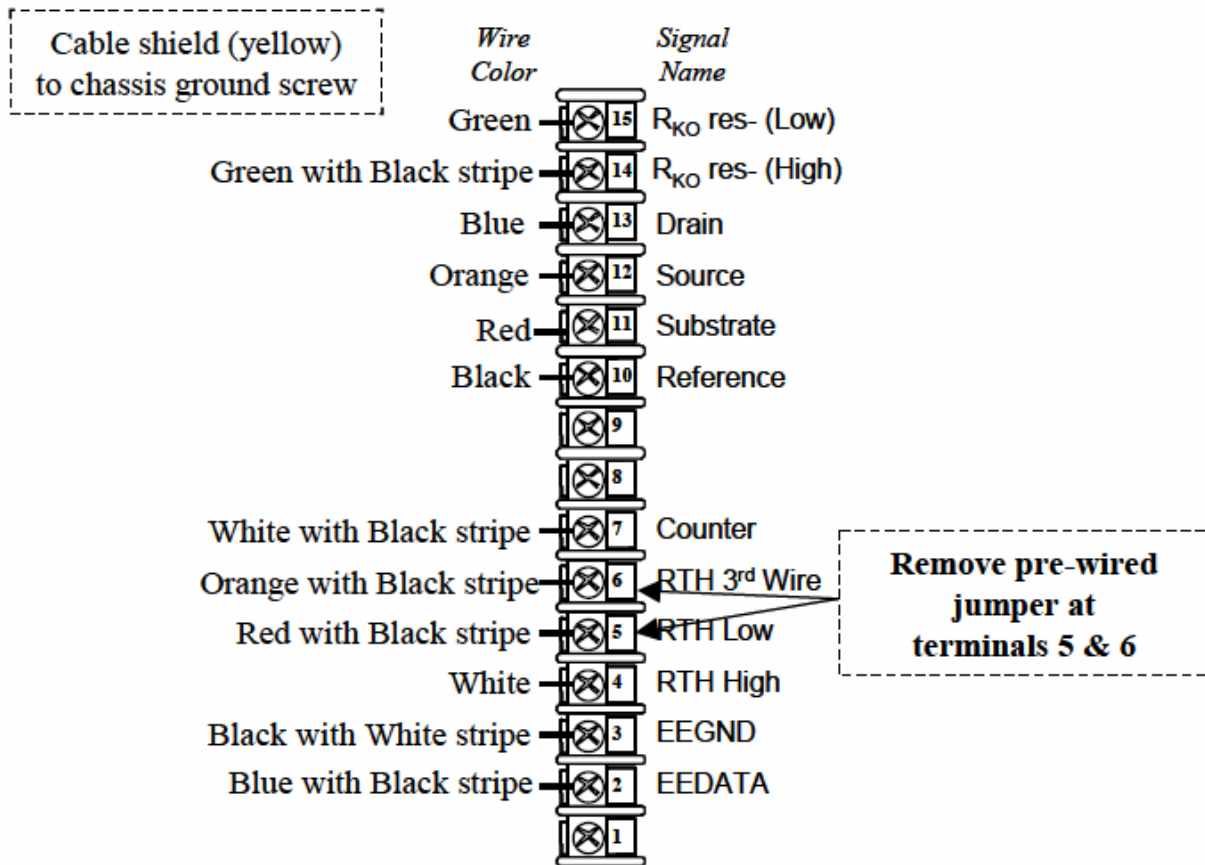 Cable shield (yellow)
to chassis ground screw
Wire
Color
Signal
Name
Green 15 RKO res- (Low)
Green with Black stripe 14 RKO res- (High)
Blue 13 Drain
Orange 12 Source
Red 11 Substrate
Black 10 Reference
9
8
White with Black stripe 7 Counter
Orange with Black stripe 6 RTH 3rd Wire
Red with Black stripe 5 RTH Low
White 4 RTH High
Black with White stripe 3 EEGND
Blue with Black stripe 2 EEDATA
1
Remove pre-wired
jumper at
terminals 5 & 6